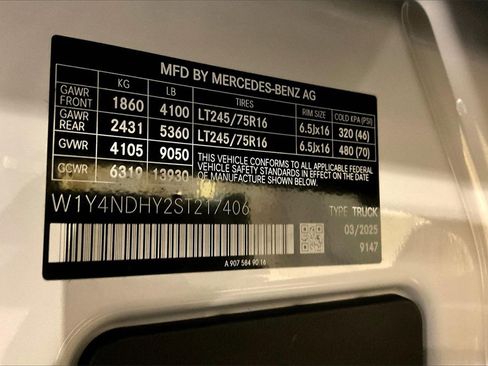 MFD BY MERCEDES-BENZ AG
KG LB TIRES RIM SIZE COLD KPA (PSI)
GAWR FRONT 1860 4100 LT245/75R16 6.5Jx16 320 (46)
GAWR REAR 2431 5360 LT245/75R16 6.5Jx16 480 (70)
GVWR 4105 9050
GCWR 6319 13930
THIS VEHICLE CONFORMS TO ALL APPLICABLE
VEHICLE SAFETY STANDARDS IN EFFECT ON THE DATE
OF MANUFACTURE SHOWN BELOW.
W1Y4NDHY2ST217406 TYPE TRUCK
03/2025
9147
A 907 584 90 16